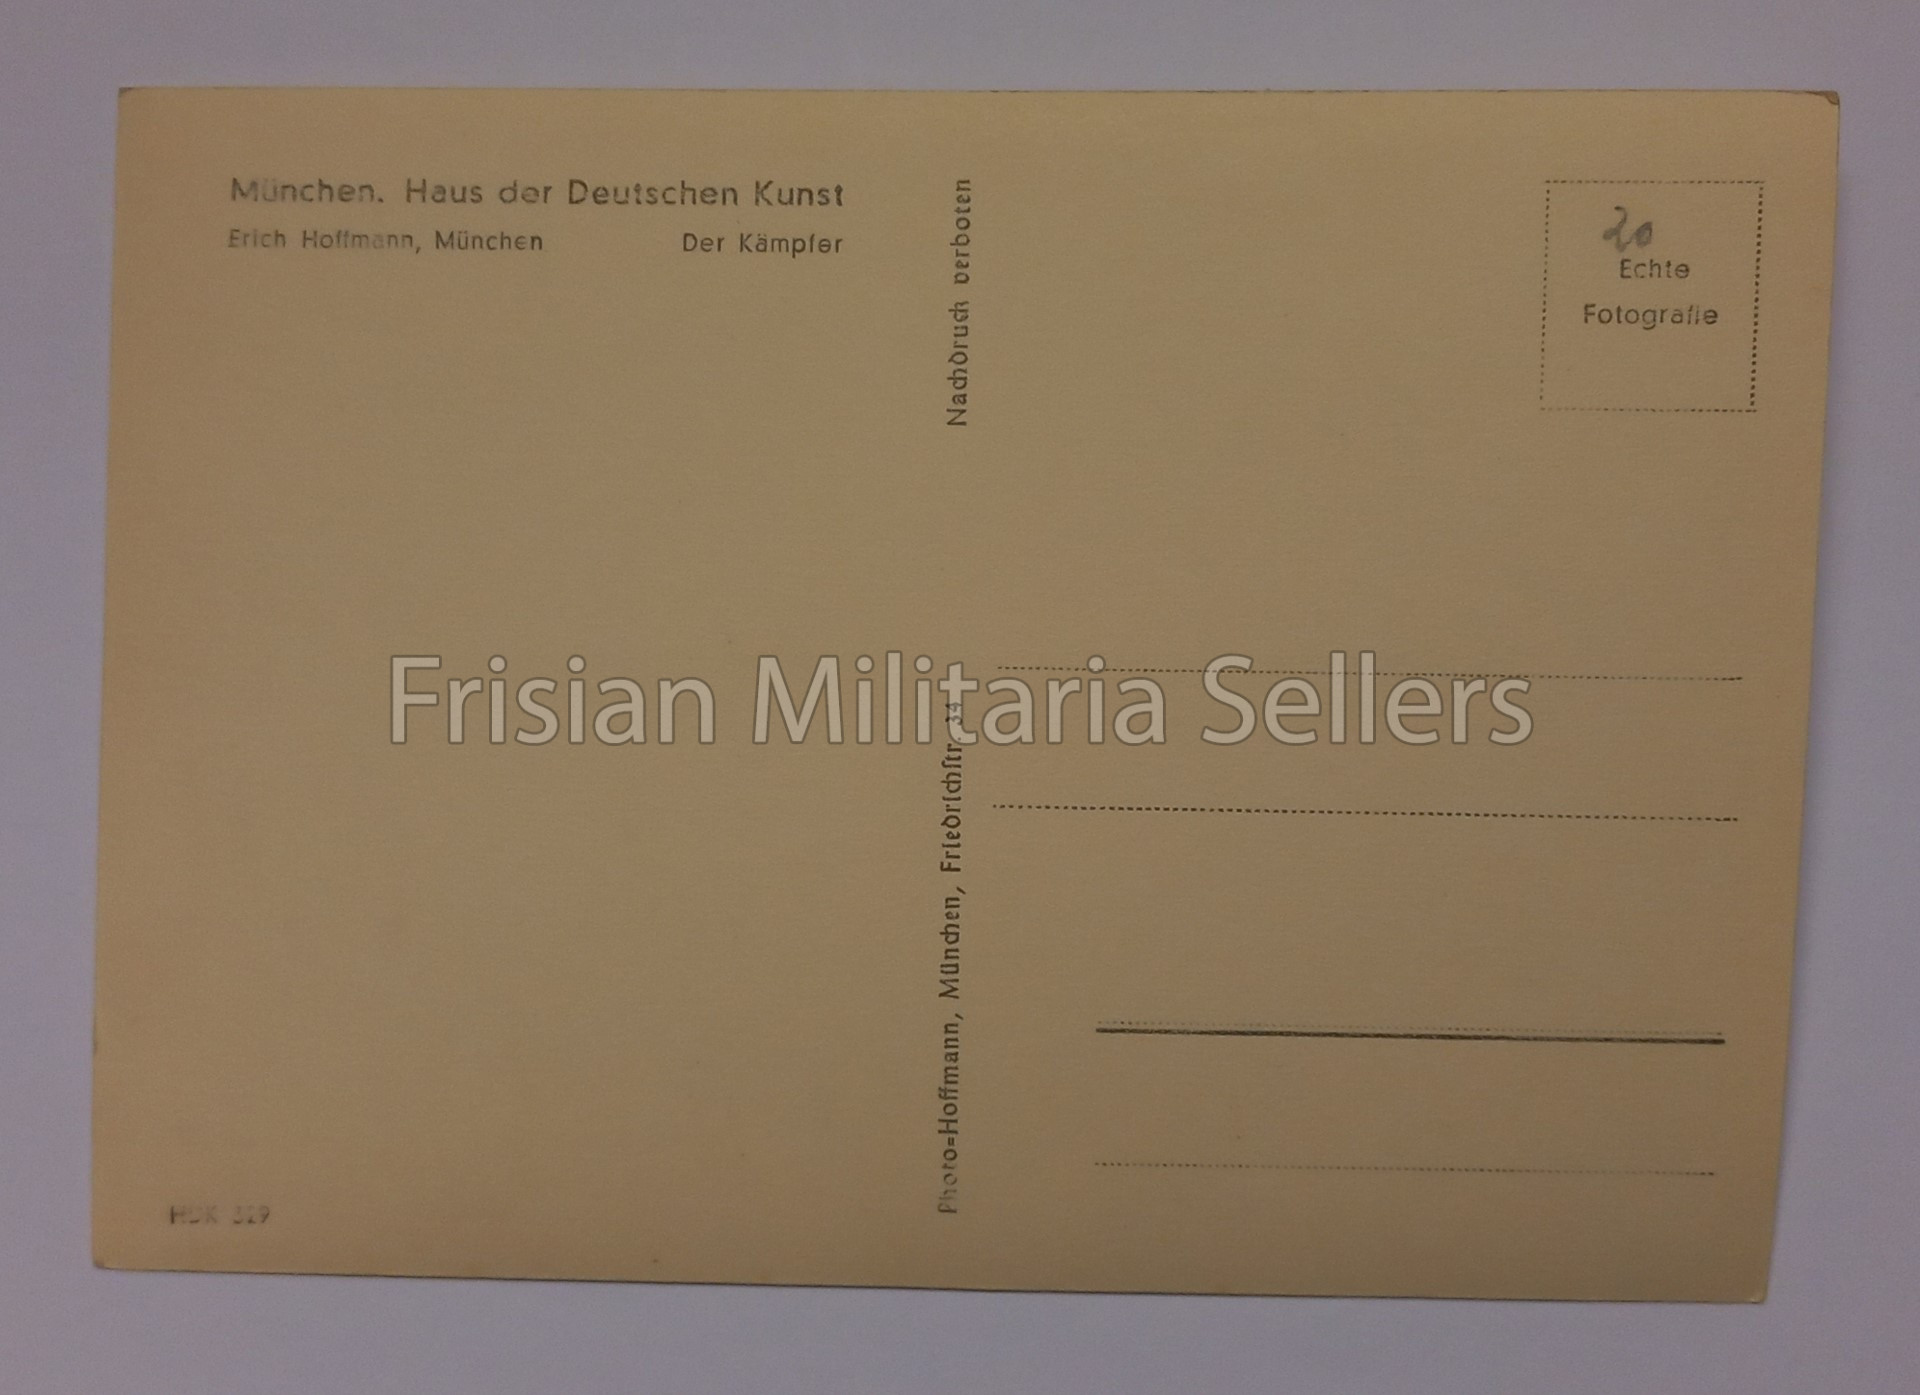 München. Haus der Deutschen Kunst
Erich Hoffmann, München Der Kämpfer
Nachdruck verboten
20
Echte
Fotografie
Frisian Militaria Sellers
Photo=Hoffmann, München, Friedrichstr. 34
HDK 329